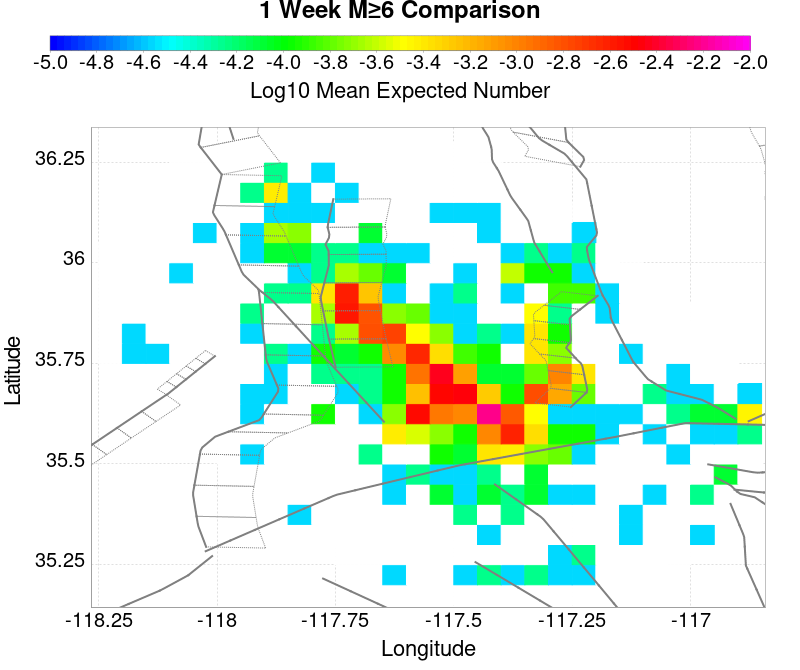 1 Week M≥6 Comparison
-5.0 -4.8 -4.6 -4.4 -4.2 -4.0 -3.8 -3.6 -3.4 -3.2 -3.0 -2.8 -2.6 -2.4 -2.2 -2.0
Log10 Mean Expected Number
36.25
36
35.75
35.5
35.25
Latitude
-118.25 -118 -117.75 -117.5 -117.25 -117
Longitude